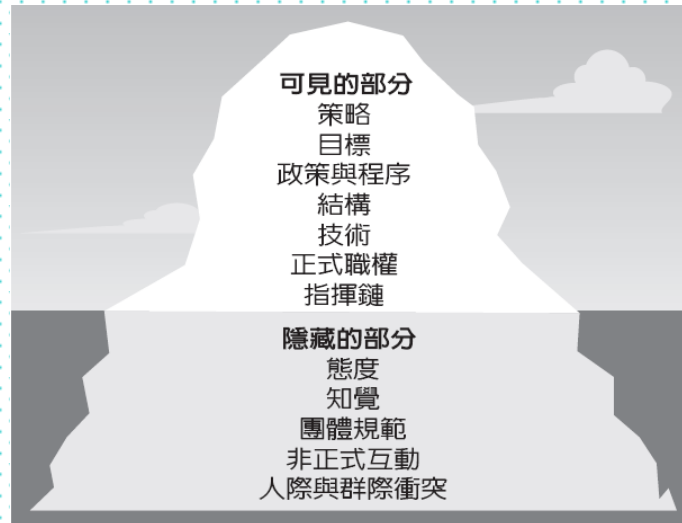 可見的部分
策略
目標
政策與程序
結構
技術
正式職權
指揮鏈
隱藏的部分
態度
知覺
團體規範
非正式互動
人際與群際衝突